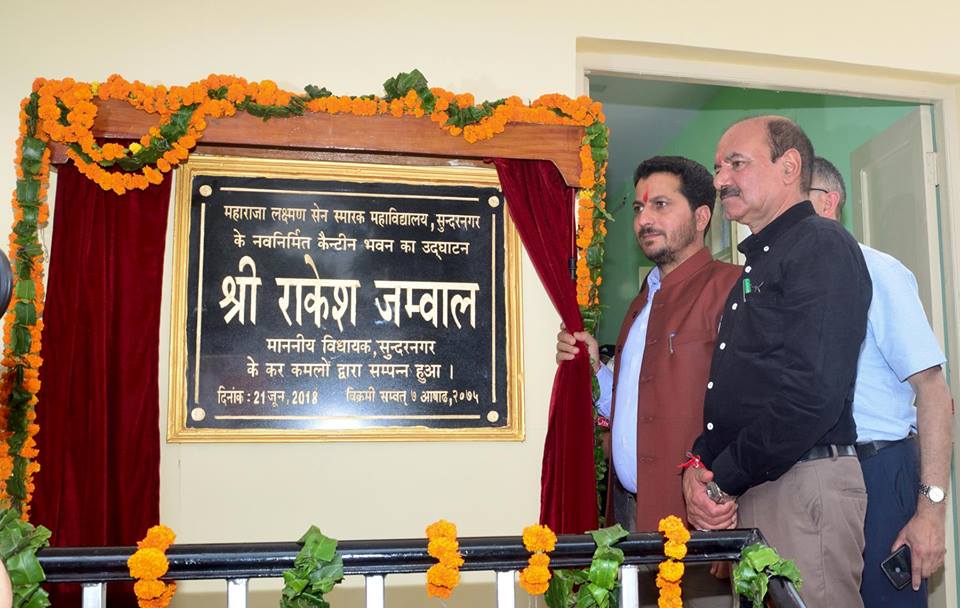 महाराजा लक्ष्मण सेन स्मारक महाविद्यालय, सुन्दरनगर
के नवनिर्मित कैन्टीन भवन का उद्घाटन
श्री राकेश जम्वाल
माननीय विधायक, सुन्दरनगर
के कर कमलों द्वारा सम्पन्न हुआ ।
दिनांक : 21 जून, 2018 विक्रमी सम्वत् ७ आषाढ, २०७५